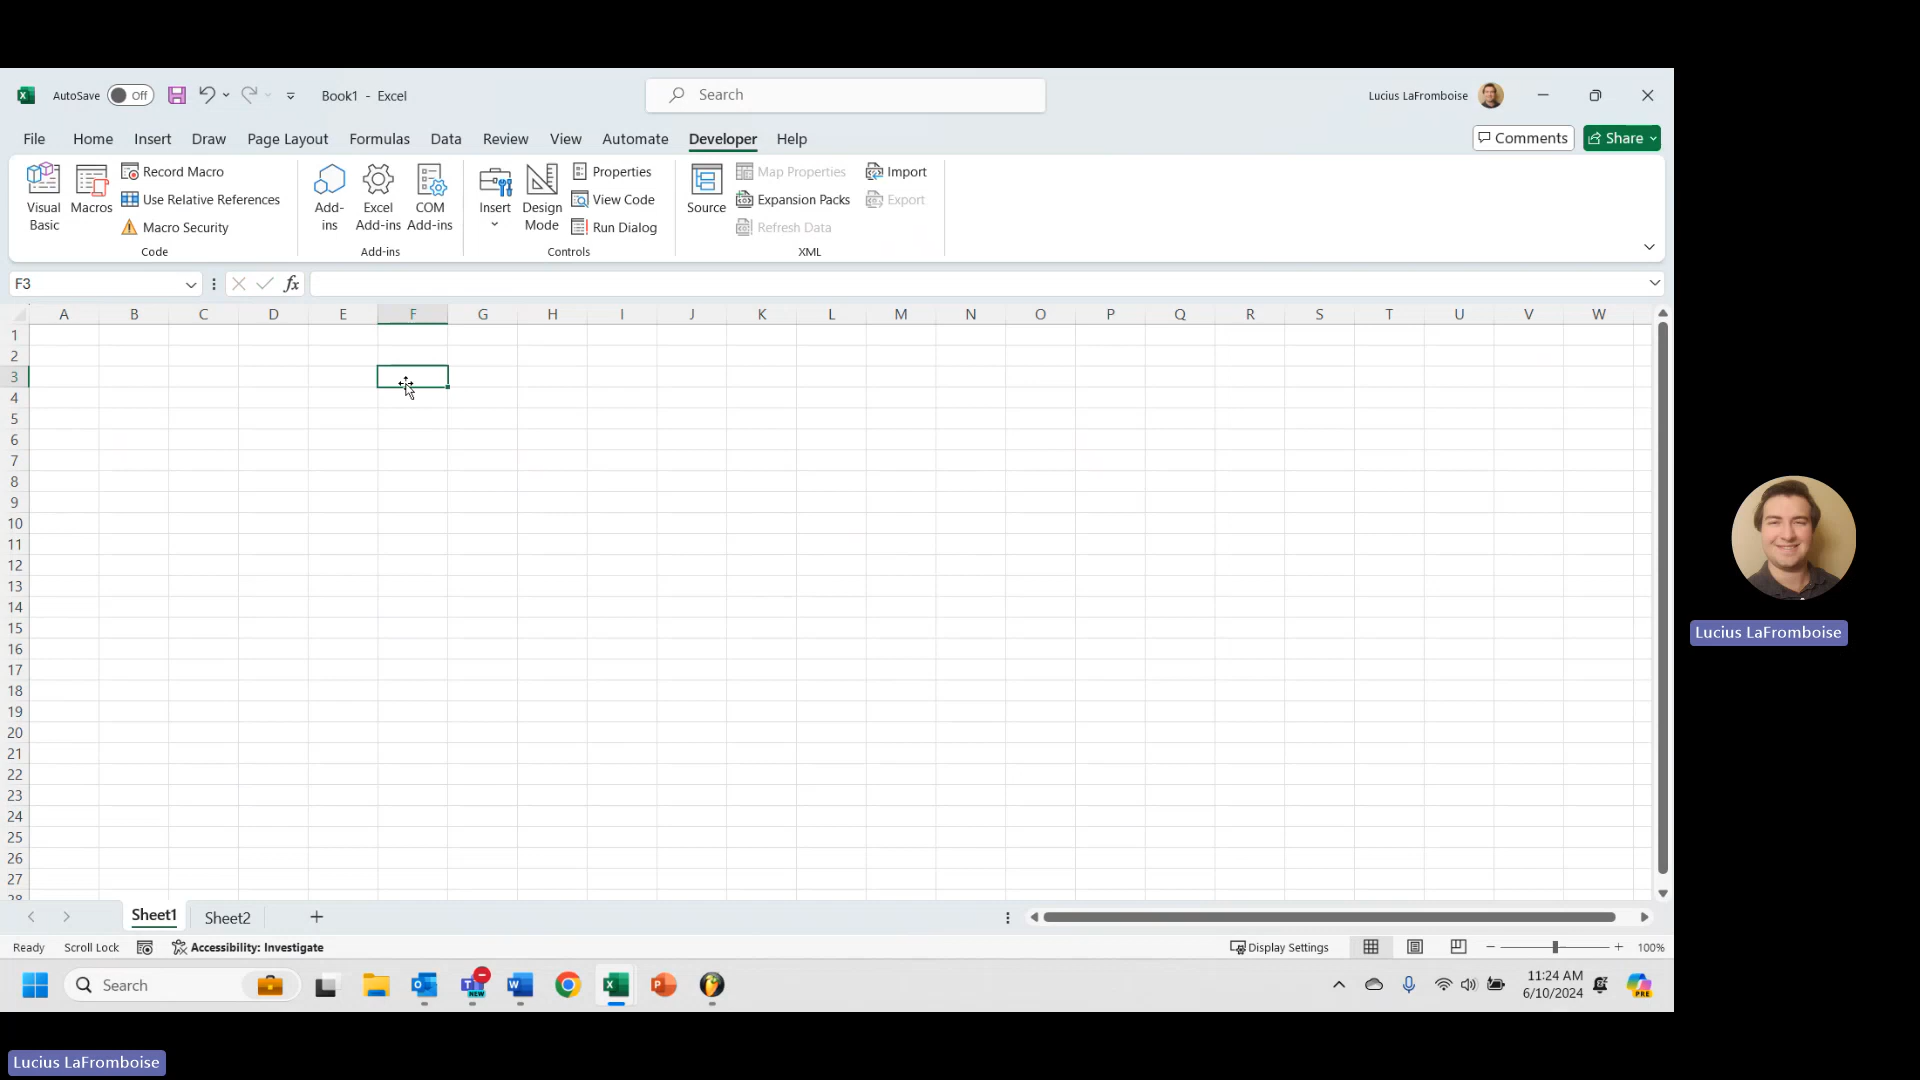 AutoSave Off Book1 - Excel Search Lucius LaFromboise
File Home Insert Draw Page Layout Formulas Data Review View Automate Developer Help Comments Share
Visual Basic
Macros
Record Macro
Use Relative References
Macro Security
Code
Add-ins
Excel Add-ins
COM Add-ins
Add-ins
Insert
Design Mode
Properties
View Code
Run Dialog
Controls
Source
Map Properties
Expansion Packs
Refresh Data
Import
Export
XML
F3 fx
A B C D E F G H I J K L M N O P Q R S T U V W
1
2
3
4
5
6
7
8
9
10
11
12
13
14
15
16
17
18
19
20
21
22
23
24
25
26
27
28
Sheet1 Sheet2
Ready Scroll Lock Accessibility: Investigate Display Settings 100%
Search NEW 11:24 AM
6/10/2024 PRE
Lucius LaFromboise
Lucius LaFromboise